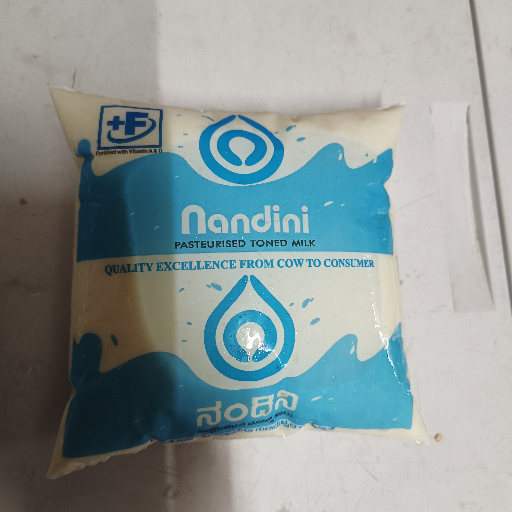 +F
Fortified with Vitamin A & D
nandini
PASTEURISED TONED MILK
QUALITY EXCELLENCE FROM COW TO CONSUMER
ನಂದಿನಿ